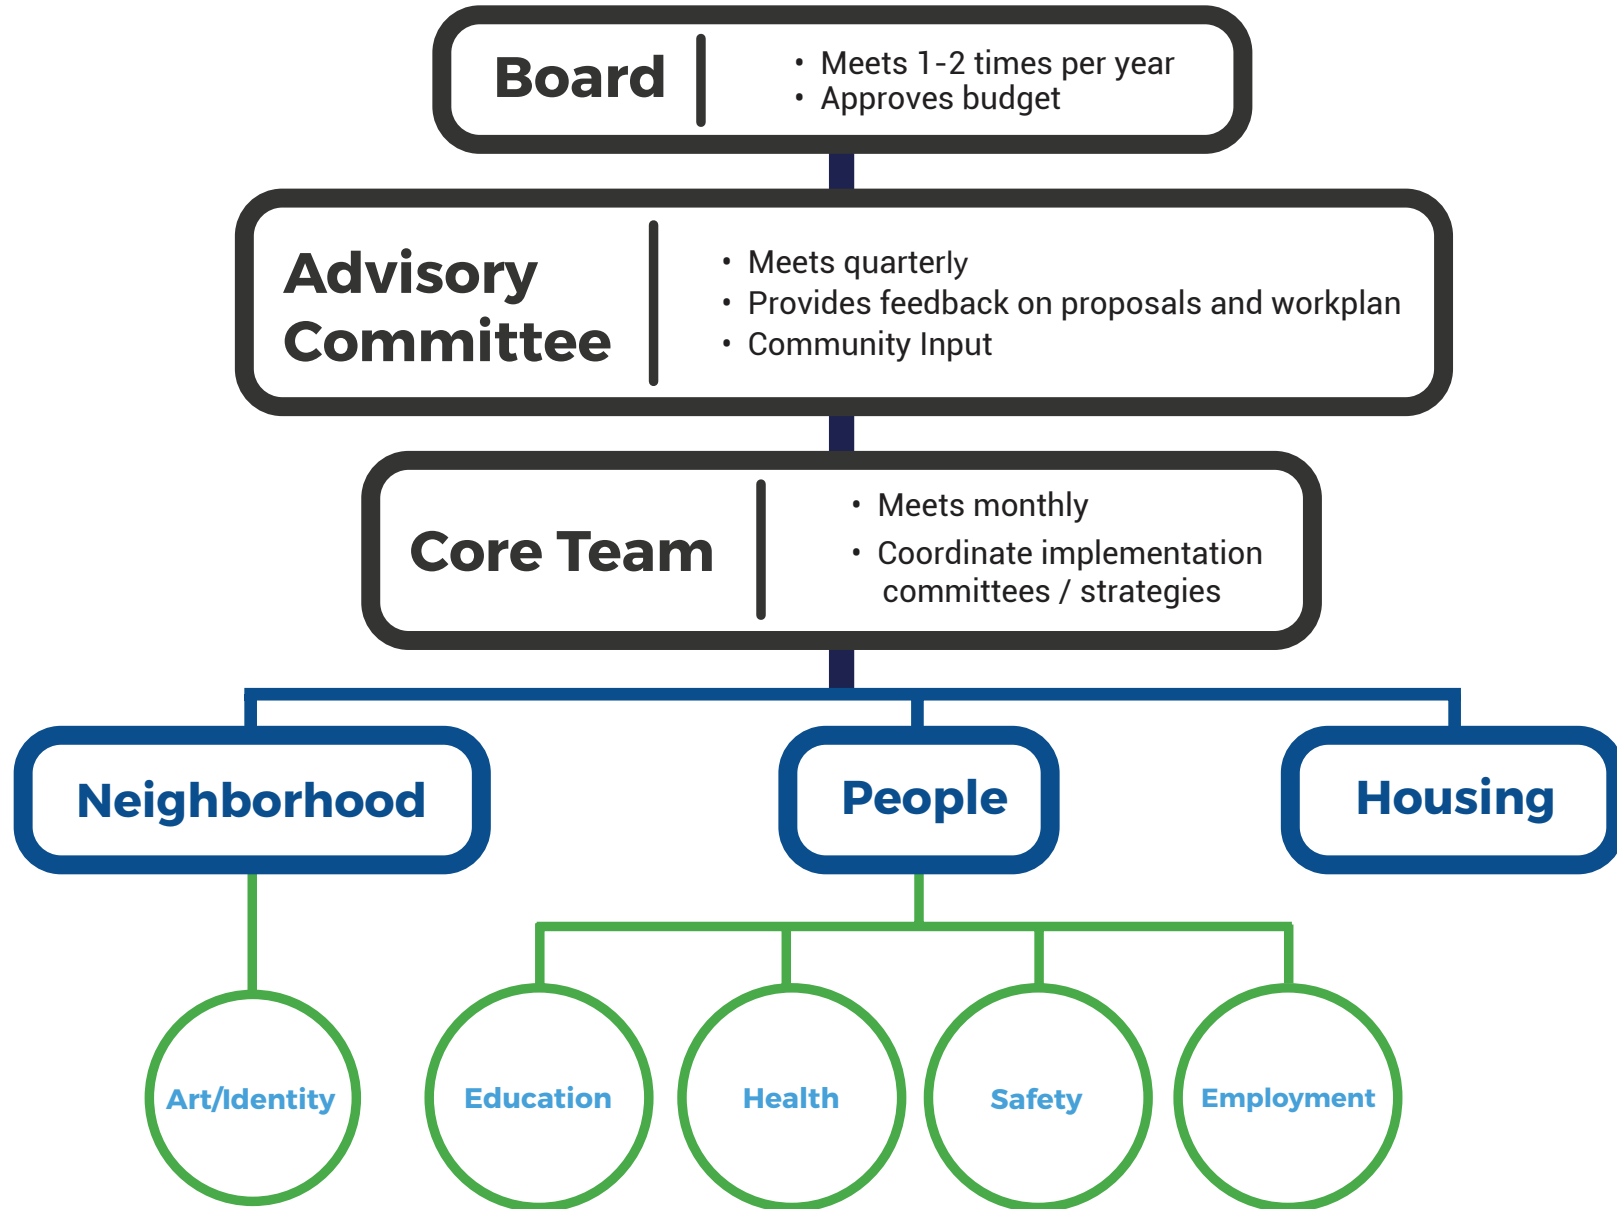 Board
• Meets 1-2 times per year
• Approves budget
Advisory
Committee
• Meets quarterly
• Provides feedback on proposals and workplan
• Community Input
Core Team
• Meets monthly
• Coordinate implementation
committees / strategies
Neighborhood
People
Housing
Art/Identity
Education
Health
Safety
Employment